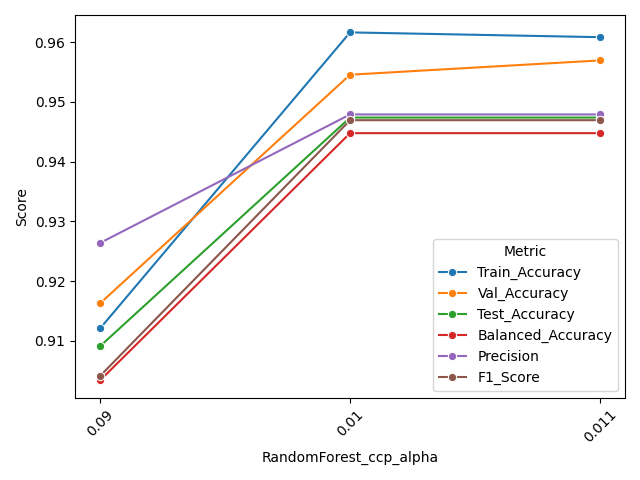 0.96
0.95
0.94
0.93
0.92
0.91
Score
Metric
Train_Accuracy
Val_Accuracy
Test_Accuracy
Balanced_Accuracy
Precision
F1_Score
0.09
0.01
0.011
RandomForest_ccp_alpha